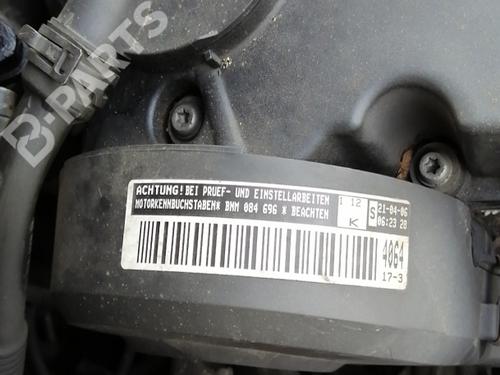 B-PARTS
ACHTUNG! BEI PRUEF- UND EINSTELLARBEITEN
MOTORKENNBUCHSTABEN* BNM 084 696 * BEACHTEN
1 12
K
S
21-04-06
06:23 28
4064
17-3